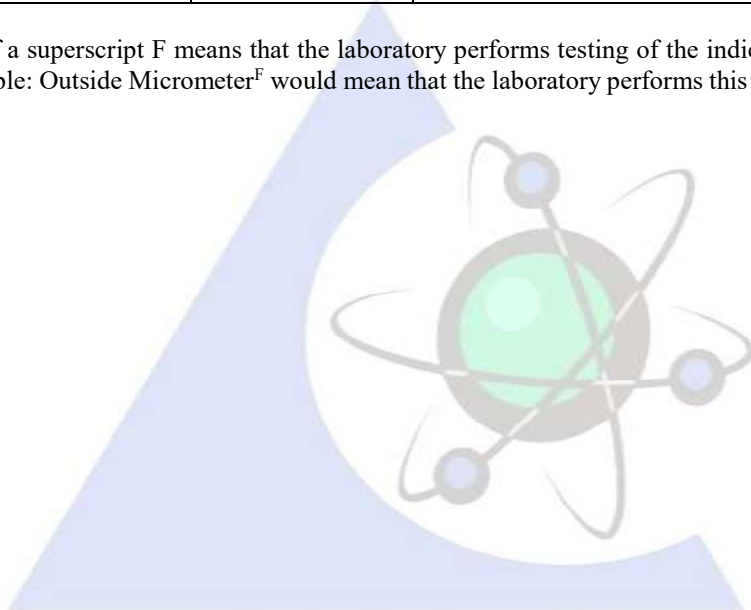 a superscript F means that the laboratory performs testing of the indic
ple: Outside Micrometerᶠ would mean that the laboratory performs this